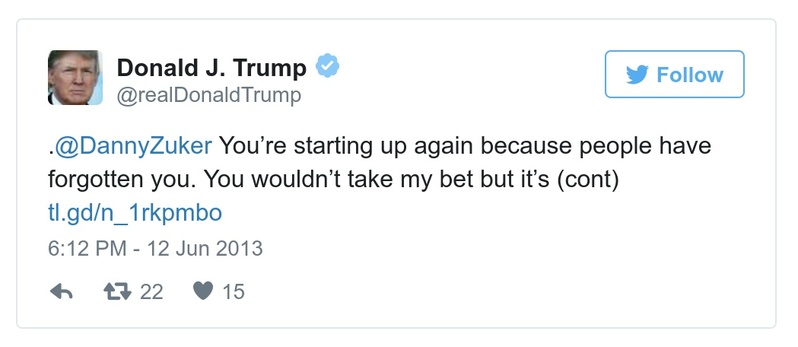 Donald J. Trump
@realDonaldTrump
Follow
.@DannyZuker You’re starting up again because people have
forgotten you. You wouldn’t take my bet but it’s (cont)
tl.gd/n_1rkpmbo
6:12 PM - 12 Jun 2013
22 15